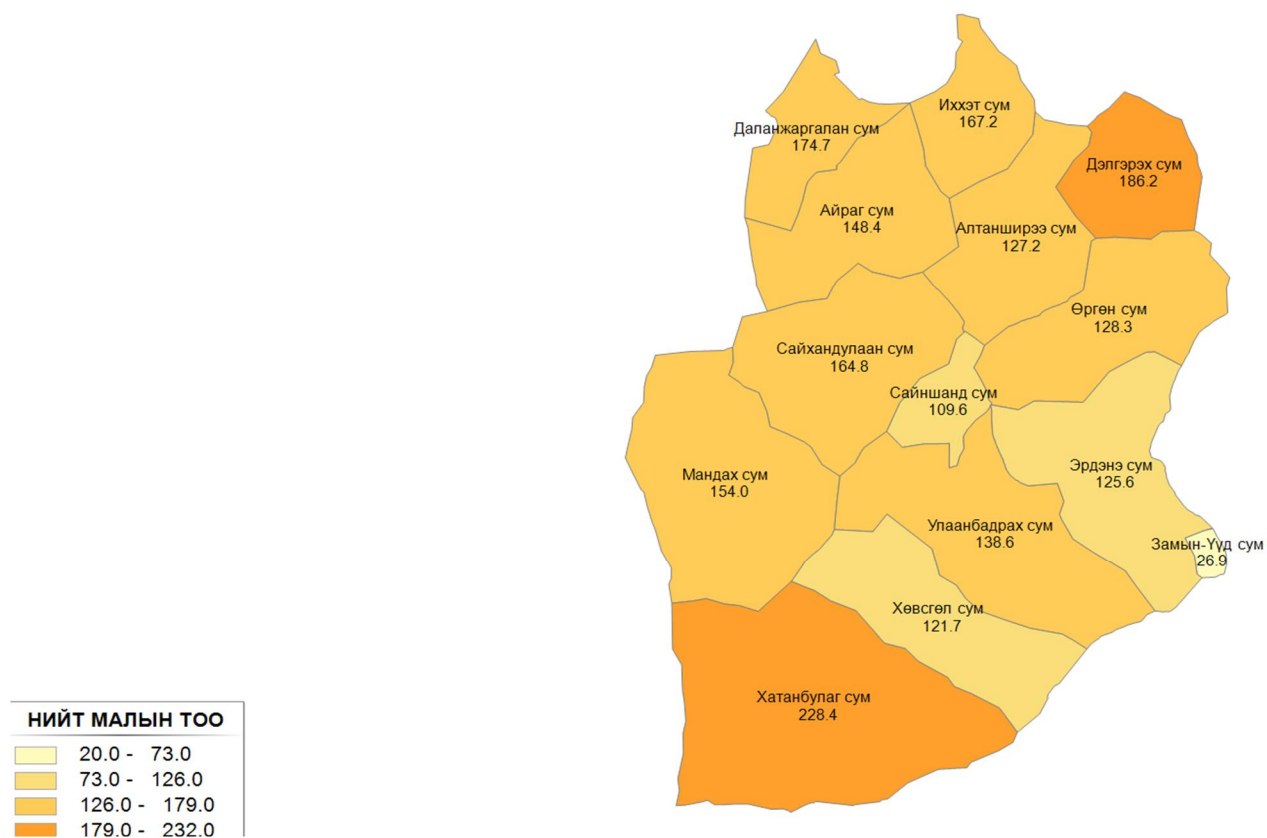 Иххэт сум
167.2
Даланжаргалан сум
174.7
Дэлгэрэх сум
186.2
Айраг сум
148.4
Алтанширээ сум
127.2
Өргөн сум
128.3
Сайхандулаан сум
164.8
Сайншанд сум
109.6
Эрдэнэ сум
125.6
Мандах сум
154.0
Улаанбадрах сум
138.6
Замын-Үүд сум
26.9
Хөвсгөл сум
121.7
Хатанбулаг сум
228.4
НИЙТ МАЛЫН ТОО
20.0 - 73.0
73.0 - 126.0
126.0 - 179.0
179.0 - 232.0